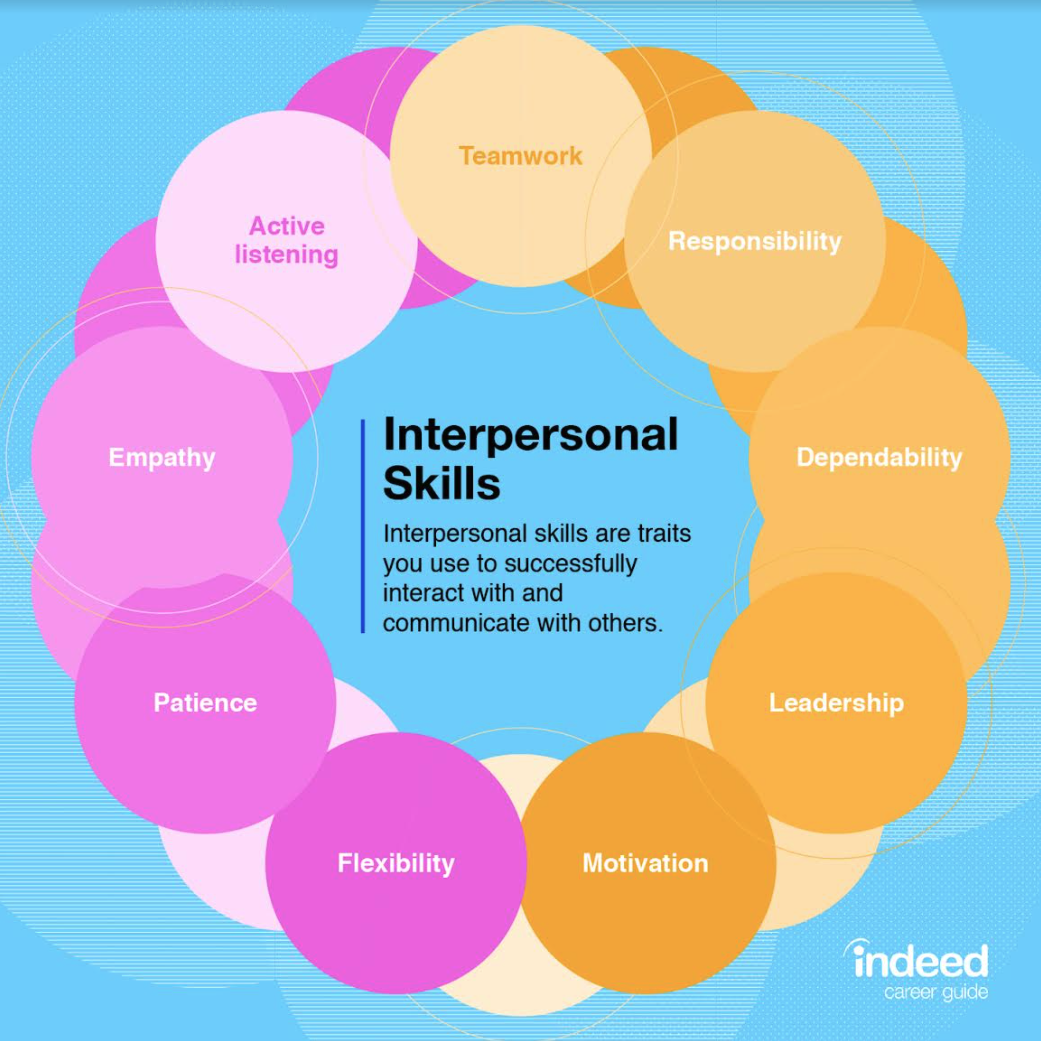 Teamwork
Active
listening
Responsibility
Empathy
Dependability
Interpersonal
Skills
Interpersonal skills are traits
you use to successfully
interact with and
communicate with others.
Patience
Leadership
Flexibility
Motivation
indeed
career guide